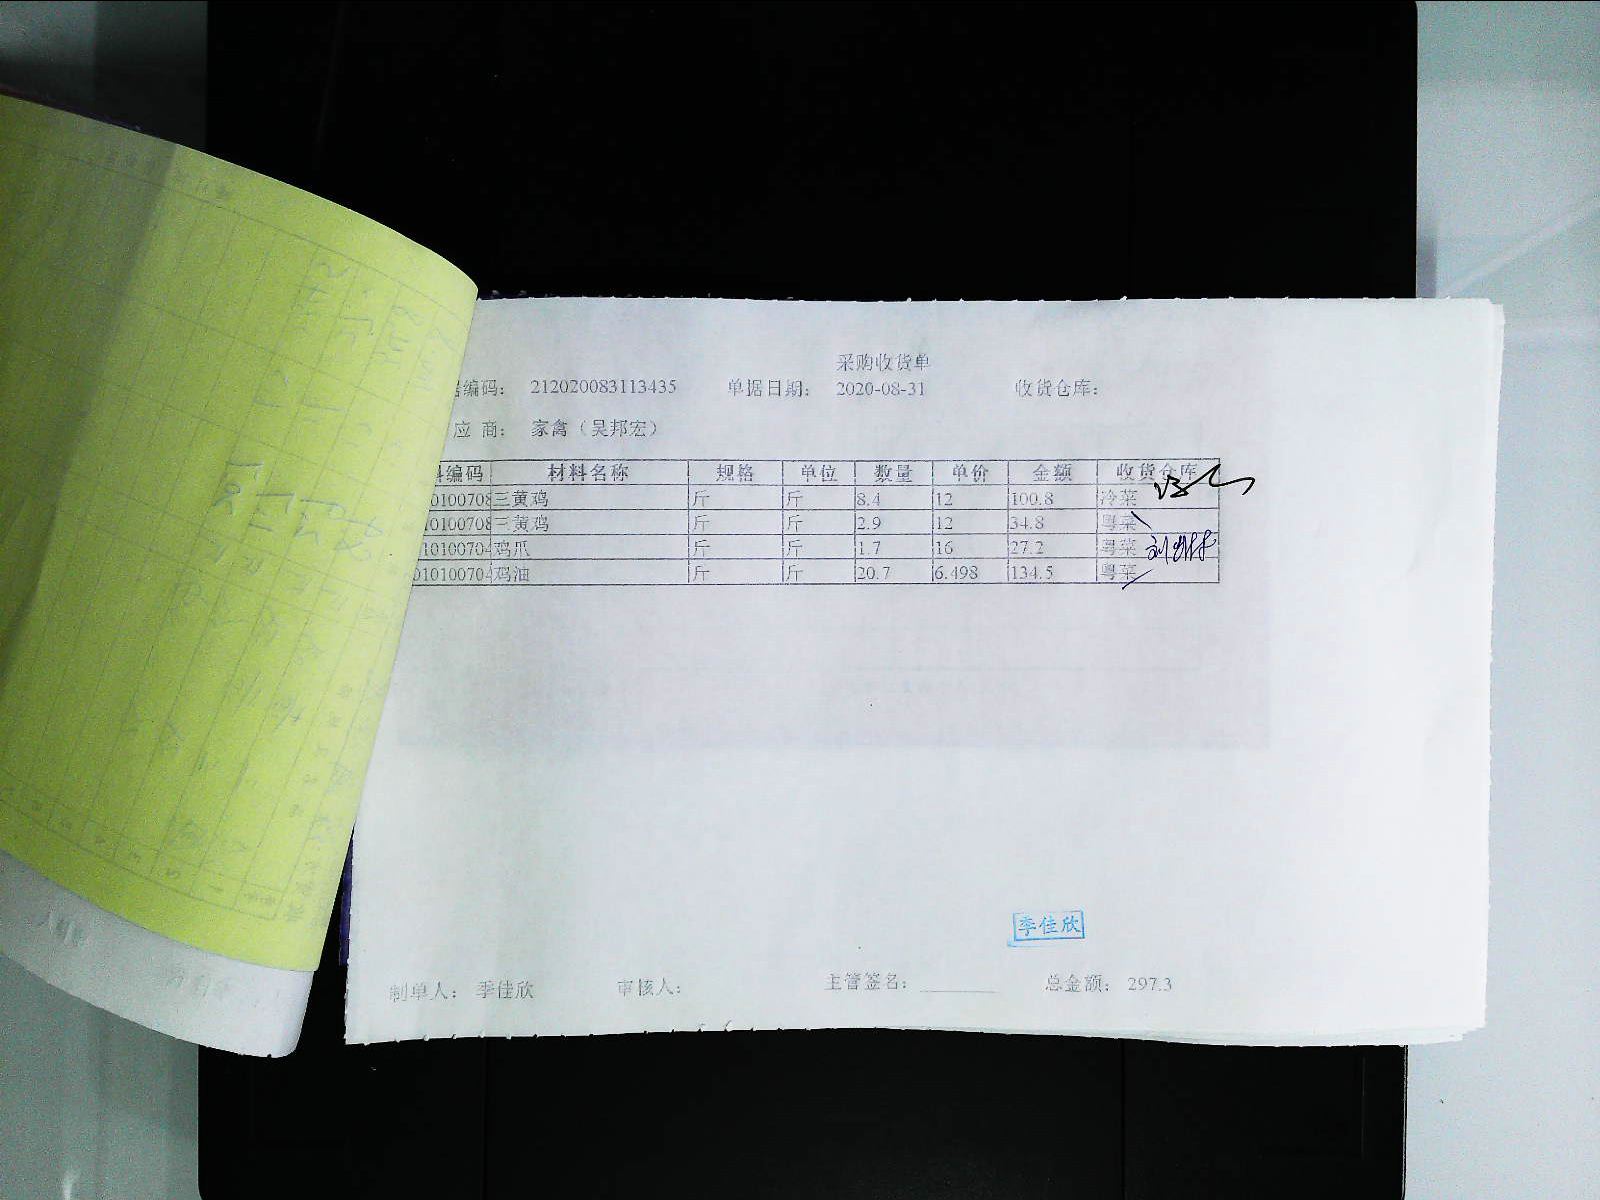 采购收货单
编码： 212020083113435 单据日期： 2020-08-31 收货仓库：
应 商： 家禽（吴邦宏）
编码 材料名称 规格 单位 数量 单价 金额 收货仓库
0100708 三黄鸡 斤 斤 8.4 12 100.8 冷菜
0100708 三黄鸡 斤 斤 2.9 12 34.8 粤菜
10100704 鸡爪 斤 斤 1.7 16 27.2 粤菜
010100704 鸡油 斤 斤 20.7 6.498 134.5 粤菜
季佳欣
制单人： 季佳欣 审核人： 主管签名： 总金额： 297.3